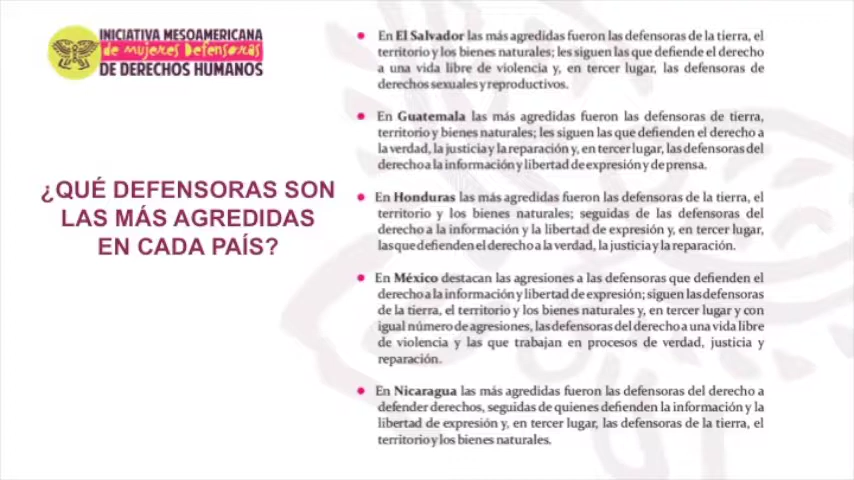 INICIATIVA MESOAMERICANA
de mujeres Defensoras
DE DERECHOS HUMANOS
¿QUÉ DEFENSORAS SON
LAS MÁS AGREDIDAS
EN CADA PAÍS?
• En El Salvador las más agredidas fueron las defensoras de la tierra, el
territorio y los bienes naturales; les siguen las que defiende el derecho
a una vida libre de violencia y, en tercer lugar, las defensoras de
derechos sexuales y reproductivos.
• En Guatemala las más agredidas fueron las defensoras de tierra,
territorio y bienes naturales; les siguen las que defienden el derecho a
la verdad, la justicia y la reparación y, en tercer lugar, las defensoras del
derecho a la información y libertad de expresión y de prensa.
• En Honduras las más agredidas fueron las defensoras de la tierra, el
territorio y los bienes naturales; seguidas de las defensoras del
derecho a la información y la libertad de expresión y, en tercer lugar,
las que defienden el derecho a la verdad, la justicia y la reparación.
• En México destacan las agresiones a las defensoras que defienden el
derecho a la información y libertad de expresión; siguen las defensoras
de la tierra, el territorio y los bienes naturales y, en tercer lugar y con
igual número de agresiones, las defensoras del derecho a una vida libre
de violencia y las que trabajan en procesos de verdad, justicia y
reparación.
• En Nicaragua las más agredidas fueron las defensoras del derecho a
defender derechos, seguidas de quienes defienden la información y la
libertad de expresión y, en tercer lugar, las defensoras de la tierra, el
territorio y los bienes naturales.